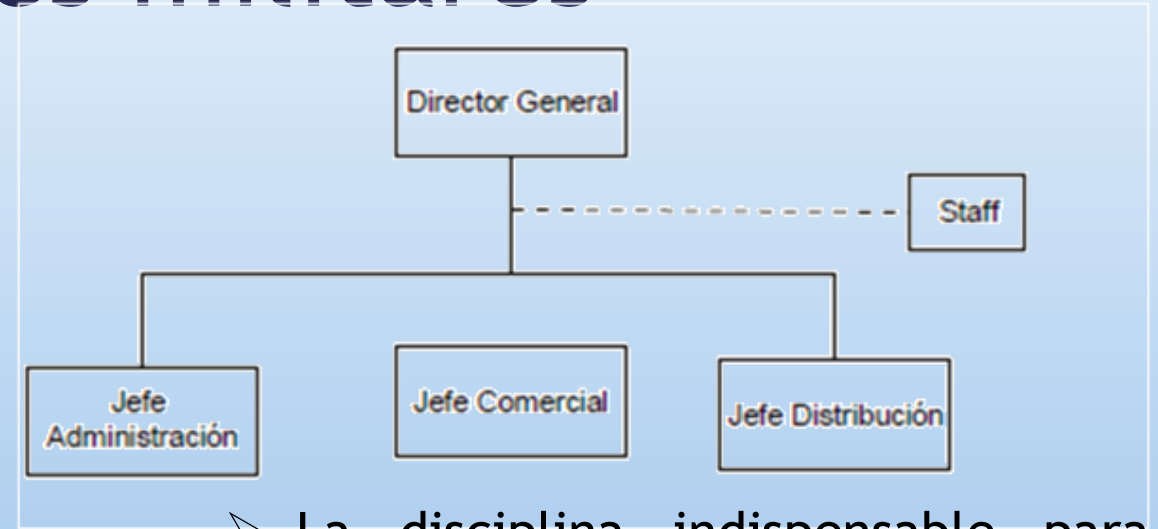 Director General
Staff
Jefe
Administración
Jefe Comercial
Jefe Distribución
La disciplina indispensable para